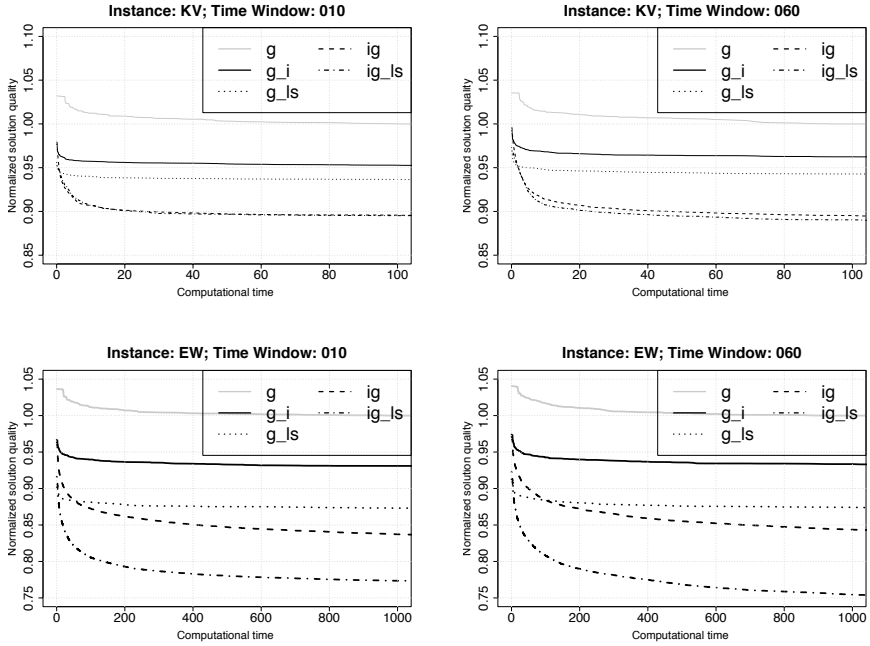 Instance: KV; Time Window: 010
Normalized solution quality
0.85 0.90 0.95 1.00 1.05 1.10
g
g_i
g_ls
ig
ig_ls
0 20 40 60 80 100
Computational time
Instance: KV; Time Window: 060
Normalized solution quality
0.85 0.90 0.95 1.00 1.05 1.10
g
g_i
g_ls
ig
ig_ls
0 20 40 60 80 100
Computational time
Instance: EW; Time Window: 010
Normalized solution quality
0.75 0.80 0.85 0.90 0.95 1.00 1.05
g
g_i
g_ls
ig
ig_ls
0 200 400 600 800 1000
Computational time
Instance: EW; Time Window: 060
Normalized solution quality
0.75 0.80 0.85 0.90 0.95 1.00 1.05
g
g_i
g_ls
ig
ig_ls
0 200 400 600 800 1000
Computational time